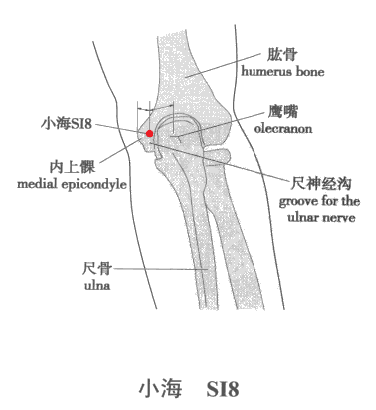 肱骨
humerus bone
鹰嘴
olecranon
小海SI8
内上髁
medial epicondyle
尺神经沟
groove for the
ulnar nerve
尺骨
ulna
小海 SI8